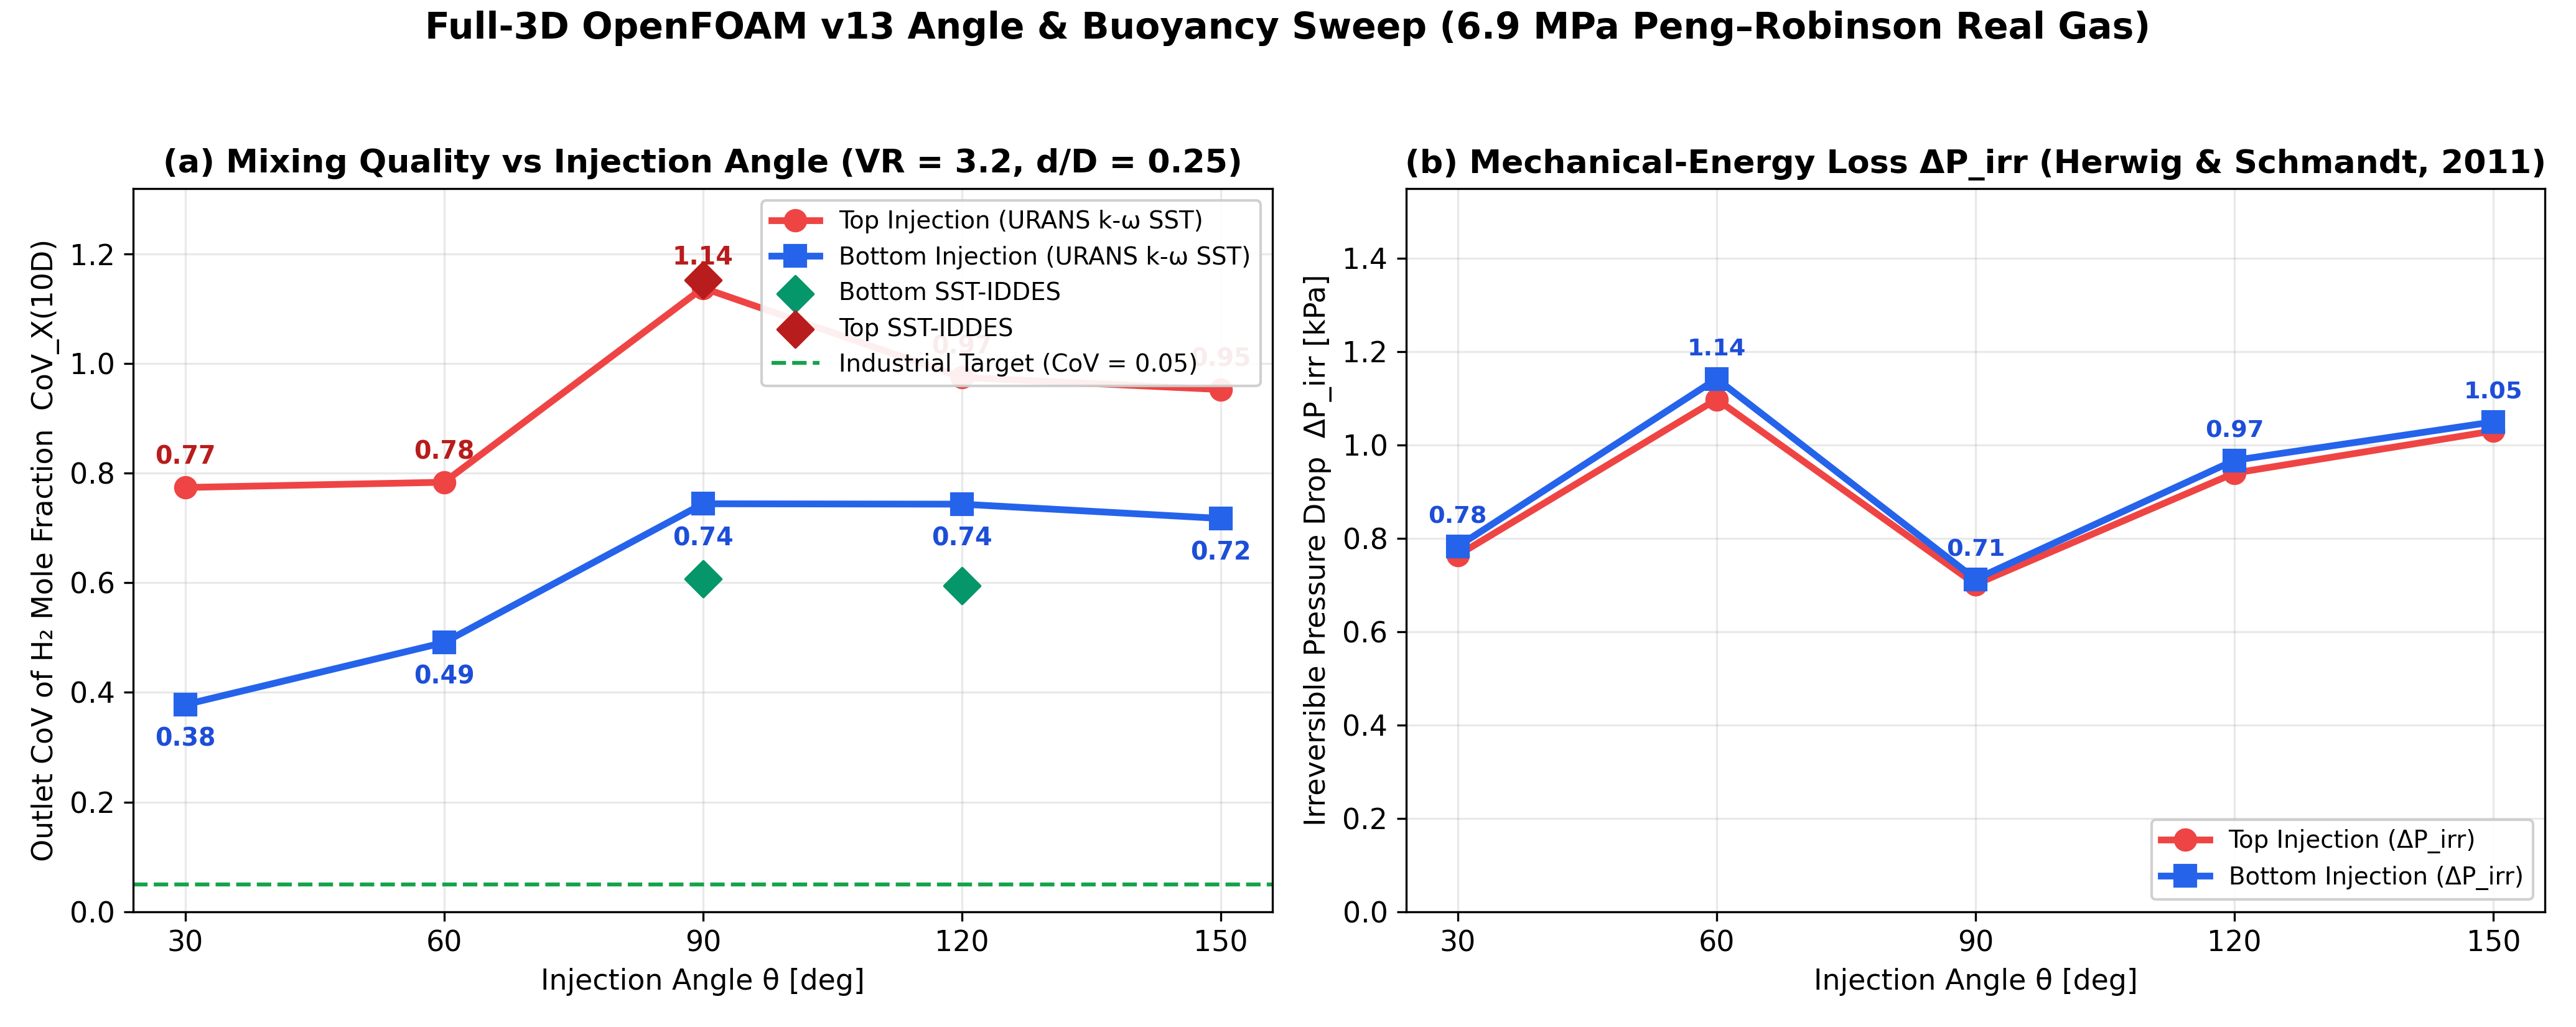 Full-3D OpenFOAM v13 Angle & Buoyancy Sweep (6.9 MPa Peng–Robinson Real Gas)
(a) Mixing Quality vs Injection Angle (VR = 3.2, d/D = 0.25)
Outlet CoV of H₂ Mole Fraction CoV_X(10D)
1.2
1.0
0.8
0.6
0.4
0.2
0.0
Top Injection (URANS k-ω SST)
Bottom Injection (URANS k-ω SST)
Bottom SST-IDDES
Top SST-IDDES
Industrial Target (CoV = 0.05)
0.77
0.78
1.14
0.97
0.95
0.38
0.49
0.74
0.74
0.72
30
60
90
120
150
Injection Angle θ [deg]
(b) Mechanical-Energy Loss ΔP_irr (Herwig & Schmandt, 2011)
Irreversible Pressure Drop ΔP_irr [kPa]
1.4
1.2
1.0
0.8
0.6
0.4
0.2
0.0
0.78
1.14
0.71
0.97
1.05
Top Injection (ΔP_irr)
Bottom Injection (ΔP_irr)
30
60
90
120
150
Injection Angle θ [deg]